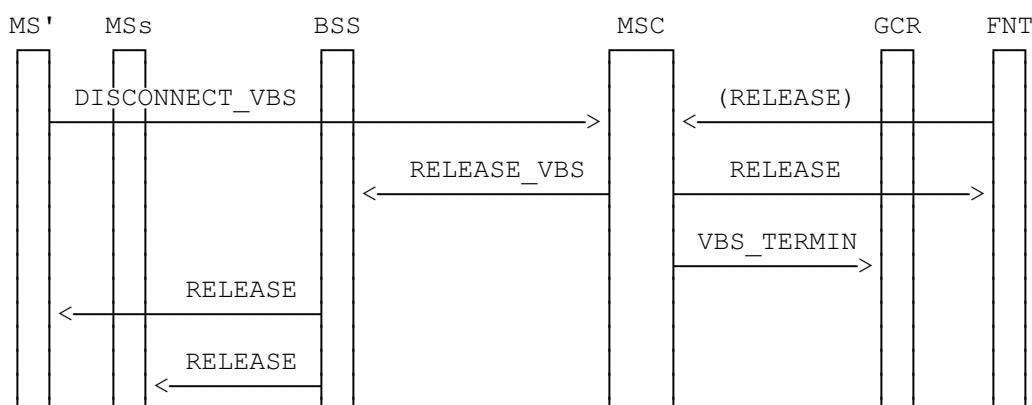 MS' MSs BSS MSC GCR FNT
DISCONNECT_VBS (RELEASE)
RELEASE_VBS RELEASE
VBS_TERMIN
RELEASE
RELEASE